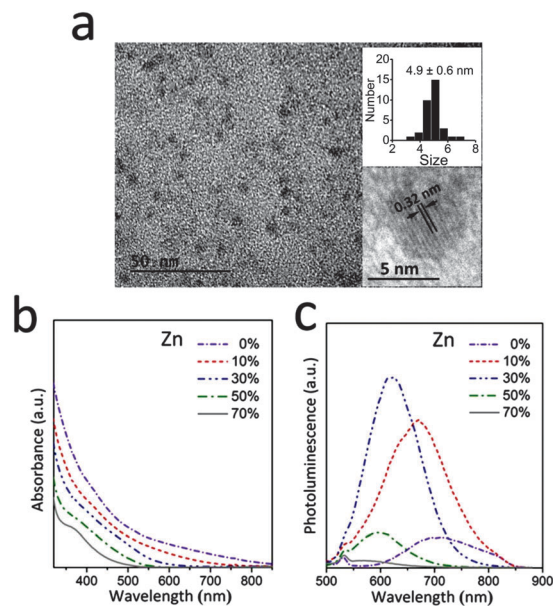 a
20
15
10
5
0
Number
4.9 ± 0.6 nm
2 4 6 8
Size
50 nm
0.32 nm
5 nm
b
Zn
0%
10%
30%
50%
70%
Absorbance (a.u.)
400 500 600 700 800
Wavelength (nm)
c
Zn
0%
10%
30%
50%
70%
Photoluminescence (a.u.)
500 600 700 800 900
Wavelength (nm)